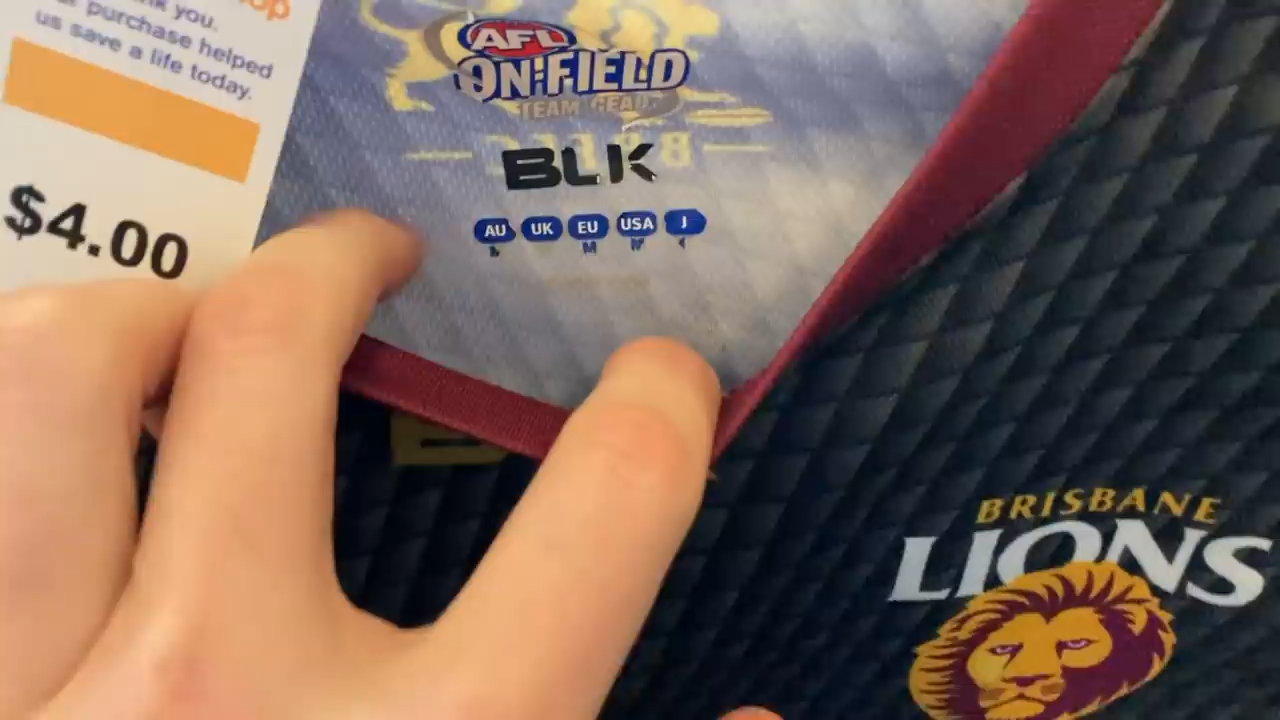 you.
purchase helped
us save a life today.
$4.00
AFL
ON-FIELD
TEAM GEAR
BLK
AU UK EU USA J
M
BRISBANE
LIONS